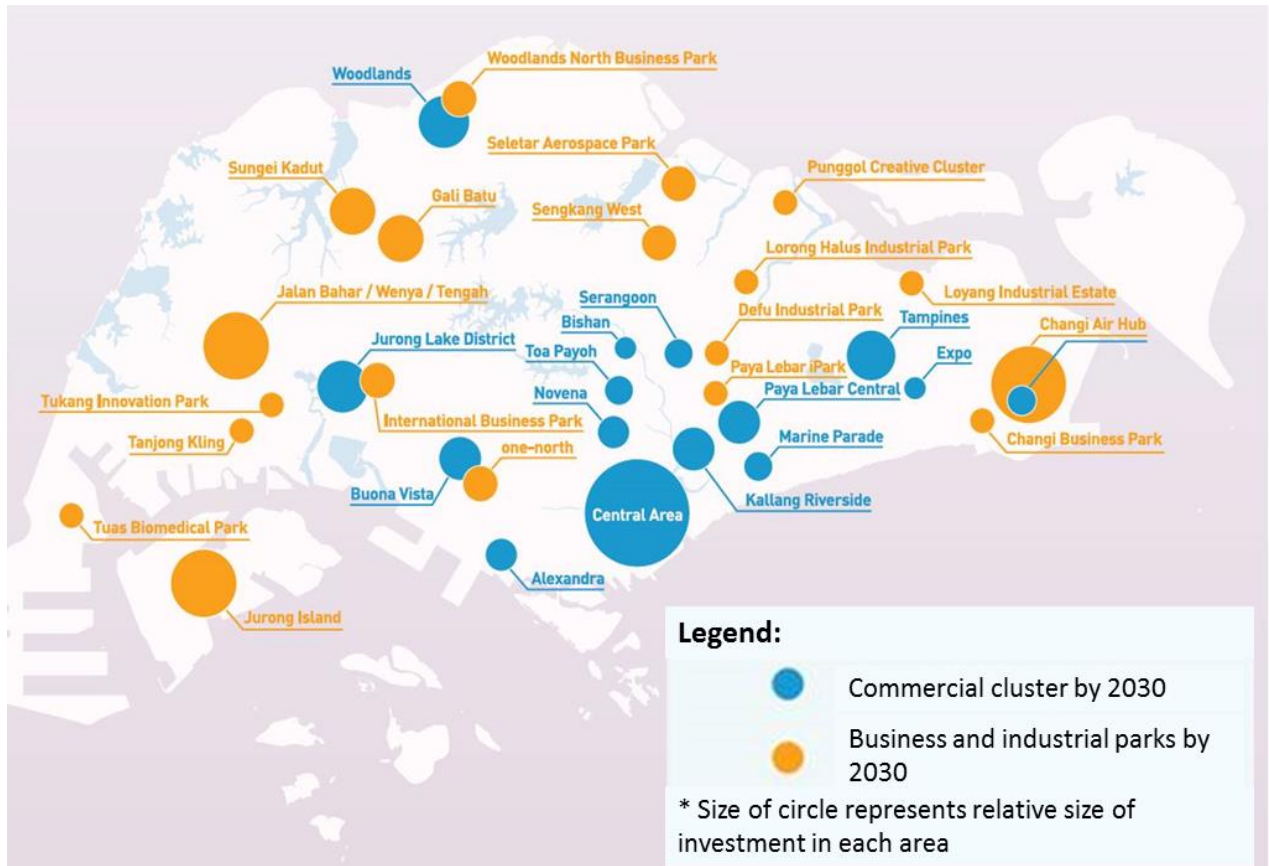 Woodlands North Business Park
Woodlands
Seletar Aerospace Park
Punggol Creative Cluster
Sungei Kadut
Gali Batu
Sengkang West
Lorong Halus Industrial Park
Jalan Bahar / Wenya / Tengah
Serangoon
Loyang Industrial Estate
Defu Industrial Park
Tampines
Bishan
Changi Air Hub
Jurong Lake District
Toa Payoh
Expo
Paya Lebar iPark
Novena
Paya Lebar Central
Tukang Innovation Park
International Business Park
Tanjong Kling
Marine Parade
Changi Business Park
one-north
Buona Vista
Kallang Riverside
Central Area
Tuas Biomedical Park
Alexandra
Jurong Island
Legend:
Commercial cluster by 2030
Business and industrial parks by
2030
* Size of circle represents relative size of
investment in each area